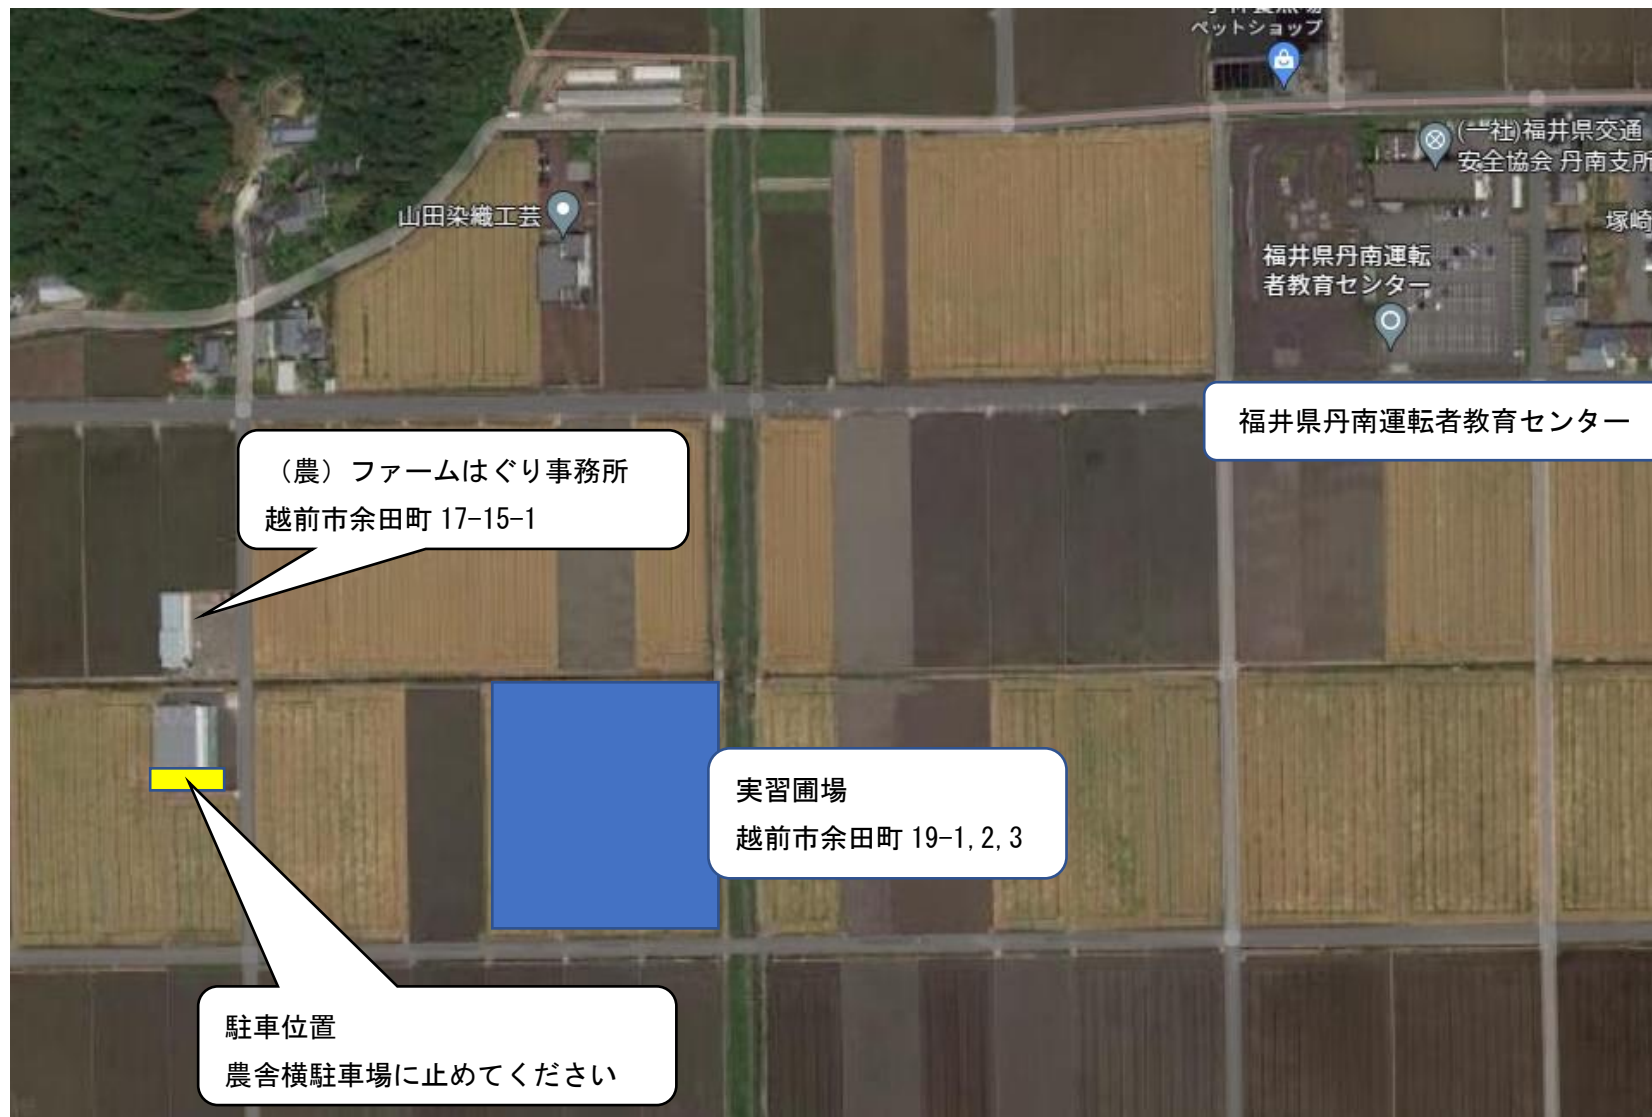 ペットショップ
(一社)福井県交通
安全協会 丹南支所
山田染織工芸
塚崎
福井県丹南運転
者教育センター
福井県丹南運転者教育センター
（農）ファームはぐり事務所
越前市余田町 17-15-1
実習圃場
越前市余田町 19-1,2,3
駐車位置
農舎横駐車場に止めてください